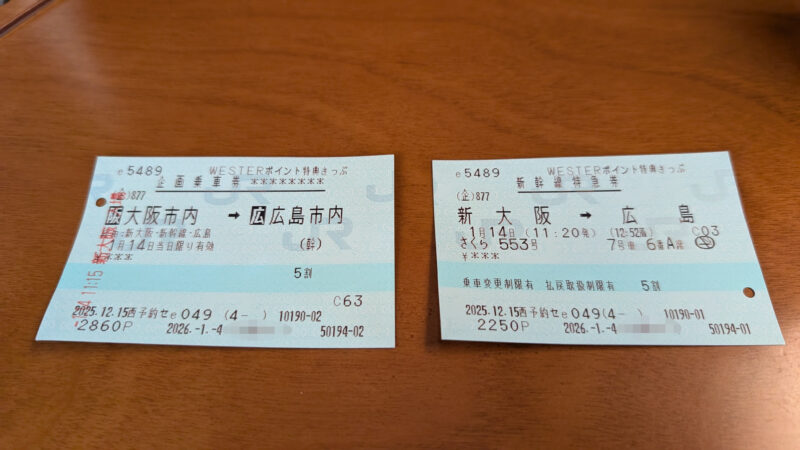 e5489 WESTERポイント特典きっぷ
企画乗車券 ********
(企)877
阪大阪市内 → 広広島市内
経:新大阪・新幹線・広島
1月14日当日限り有効 (幹)
¥***
5割
C63
2025.12.15西予約セe049 (4- ) 10190-02
2860P 2026.-1.-4 50194-02
11:15 新大阪
e5489 WESTERポイント特典きっぷ
新幹線特急券
(企)877
新大阪 → 広島
1月14日 (11:20発) (12:52着) C03
さくら 553号 7号車 6番A席
¥***
乗車変更制限有 払戻取扱制限有 5割
2025.12.15西予約セe049(4- ) 10190-01
2250P 2026.-1.-4 50194-01